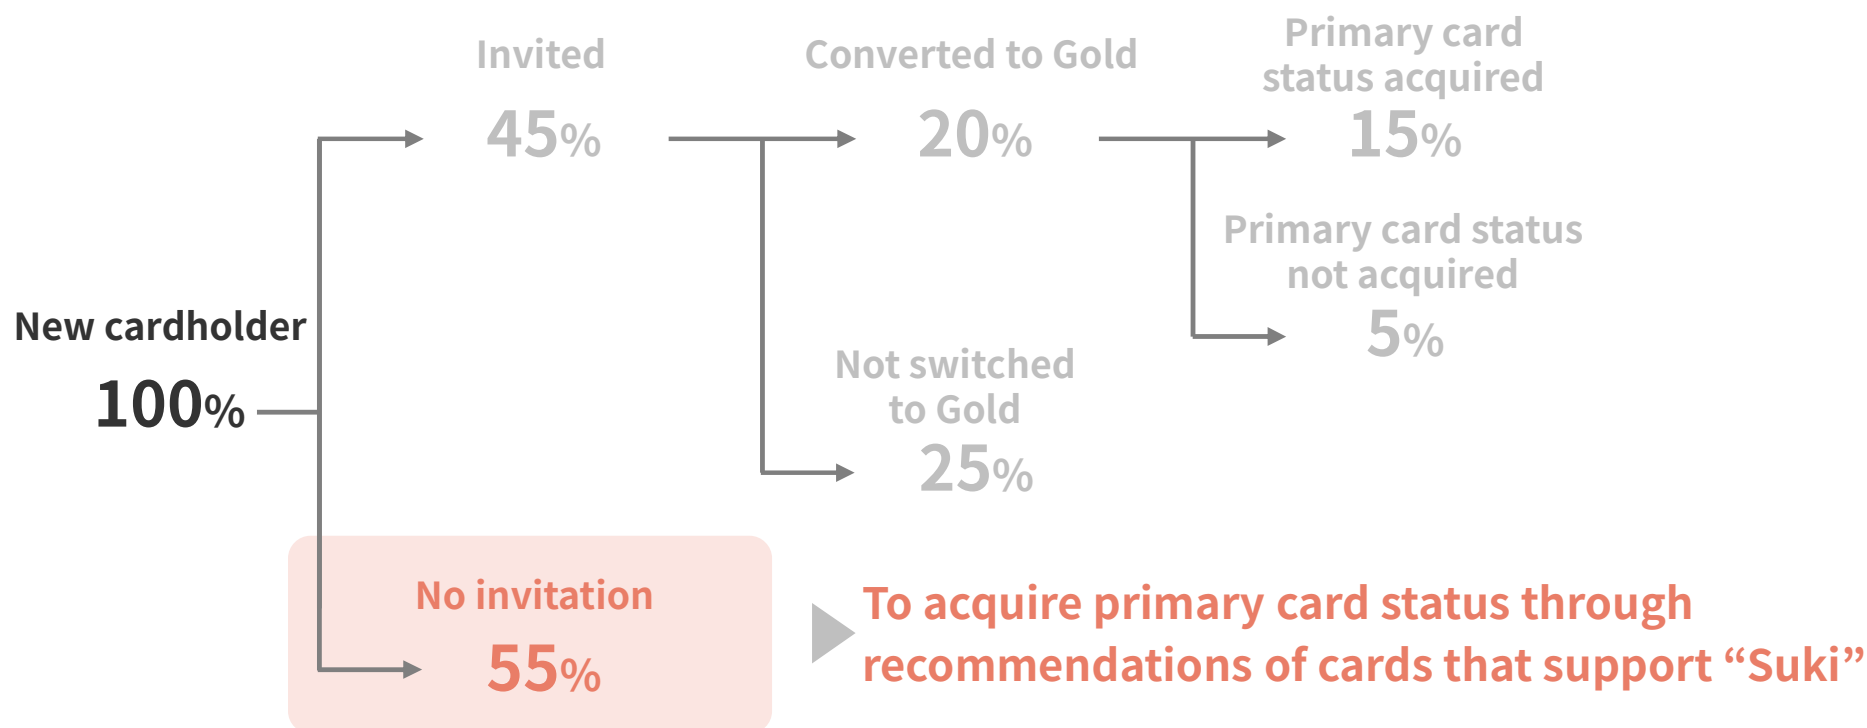 Invited
45%
Converted to Gold
20%
Primary card
status acquired
15%
Primary card status
not acquired
5%
New cardholder
100%
Not switched
to Gold
25%
No invitation
55%
To acquire primary card status through
recommendations of cards that support “Suki”